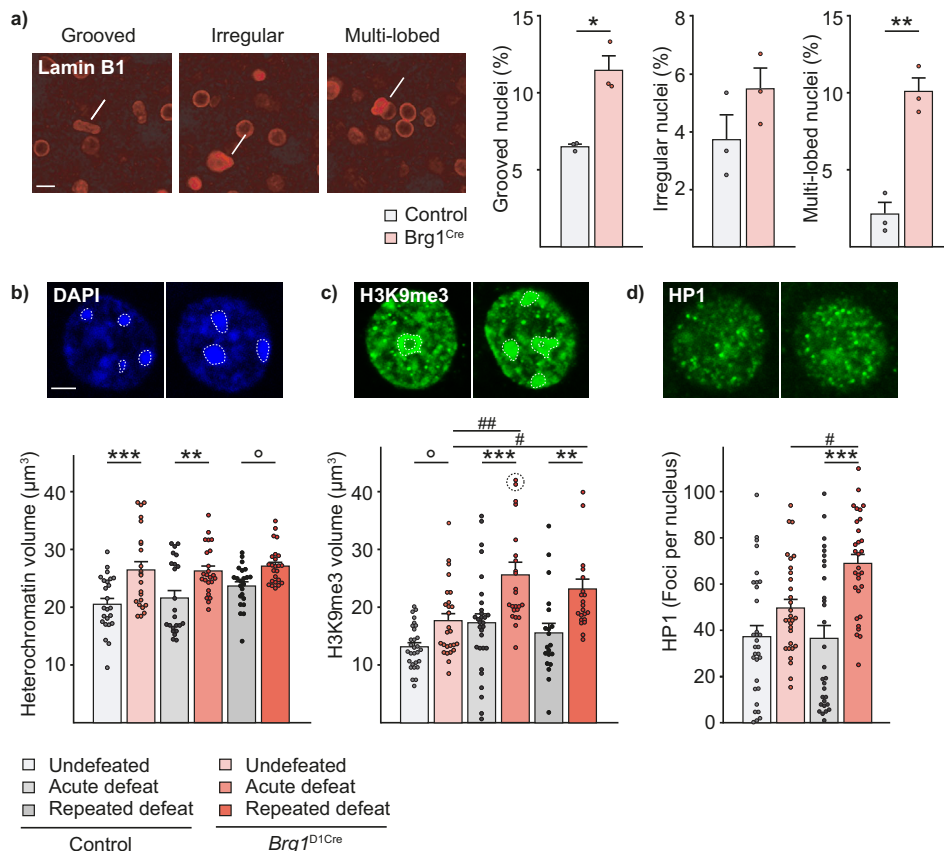 a)
Grooved Irregular Multi-lobed
Lamin B1
Control
Brg1Cre
Grooved nuclei (%)
15
10
5
*
Irregular nuclei (%)
8
6
4
2
Multi-lobed nuclei (%)
15
10
5
**
b) DAPI
c) H3K9me3
d) HP1
Heterochromatin volume (µm³)
40
30
20
10
*** ** °
H3K9me3 volume (µm³)
40
30
20
10
##
#
° *** **
HP1 (Foci per nucleus)
100
80
60
40
20
0
#
***
Undefeated Undefeated
Acute defeat Acute defeat
Repeated defeat Repeated defeat
Control Brg1D1Cre